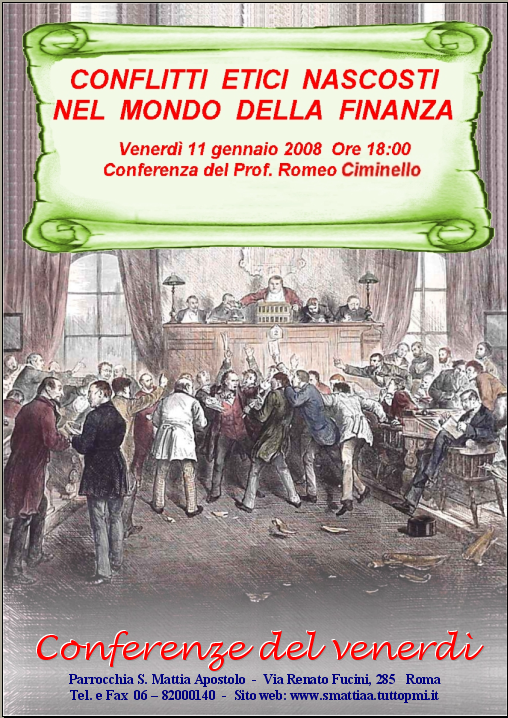 CONFLITTI ETICI NASCOSTI
NEL MONDO DELLA FINANZA
Venerdì 11 gennaio 2008 Ore 18:00
Conferenza del Prof. Romeo Ciminello
Conferenze del venerdì
Parrocchia S. Mattia Apostolo - Via Renato Fucini, 285 Roma
Tel. e Fax 06 – 82000140 - Sito web: www.smattiaa.tuttopmi.it